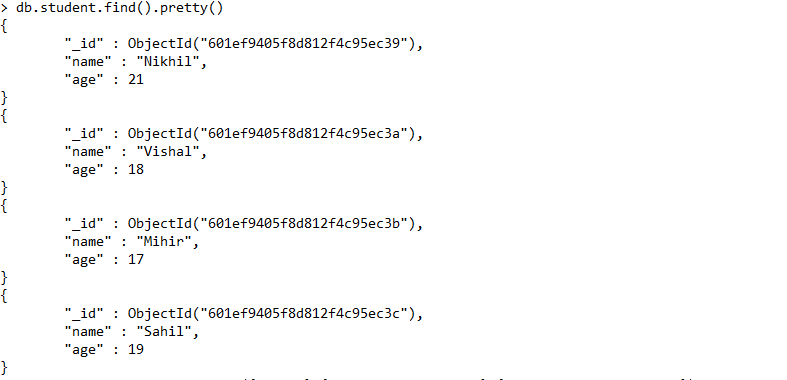 > db.student.find().pretty()
{
        "_id" : ObjectId("601ef9405f8d812f4c95ec39"),
        "name" : "Nikhil",
        "age" : 21
}
{
        "_id" : ObjectId("601ef9405f8d812f4c95ec3a"),
        "name" : "Vishal",
        "age" : 18
}
{
        "_id" : ObjectId("601ef9405f8d812f4c95ec3b"),
        "name" : "Mihir",
        "age" : 17
}
{
        "_id" : ObjectId("601ef9405f8d812f4c95ec3c"),
        "name" : "Sahil",
        "age" : 19
}